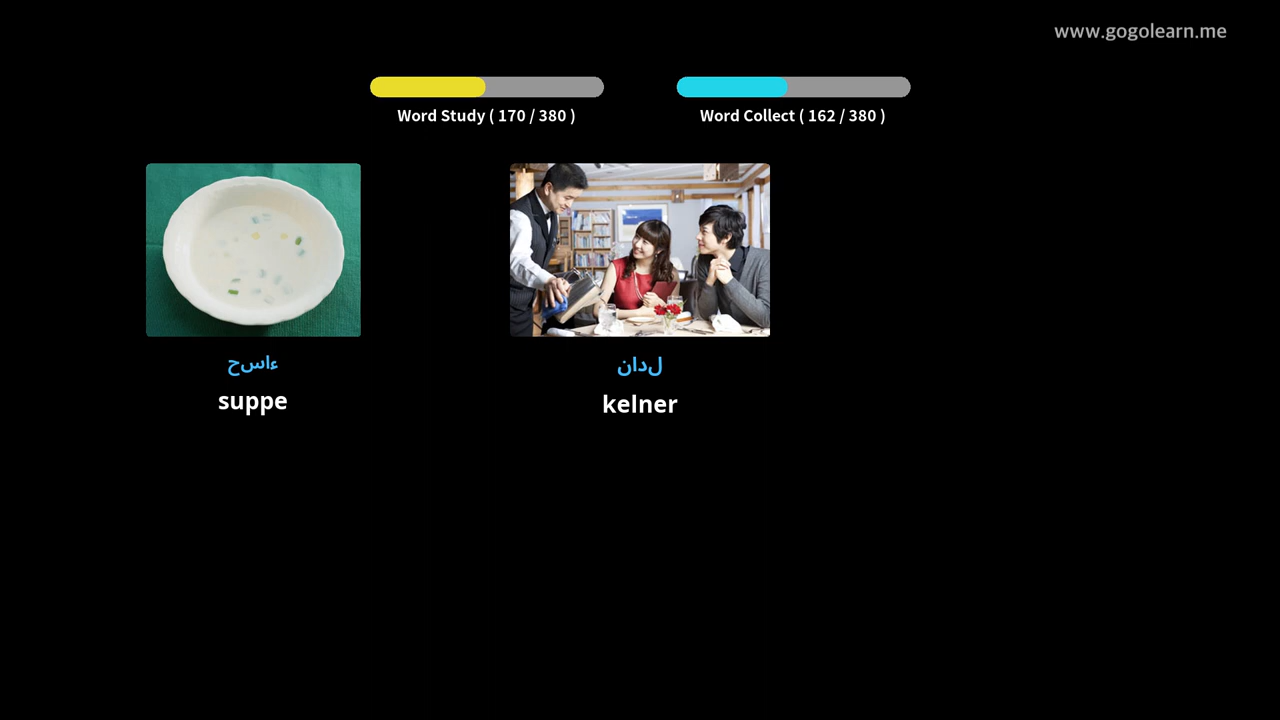 www.gogolearn.me
Word Study ( 170 / 380 )
Word Collect ( 162 / 380 )
ءاسح
suppe
لدان
kelner